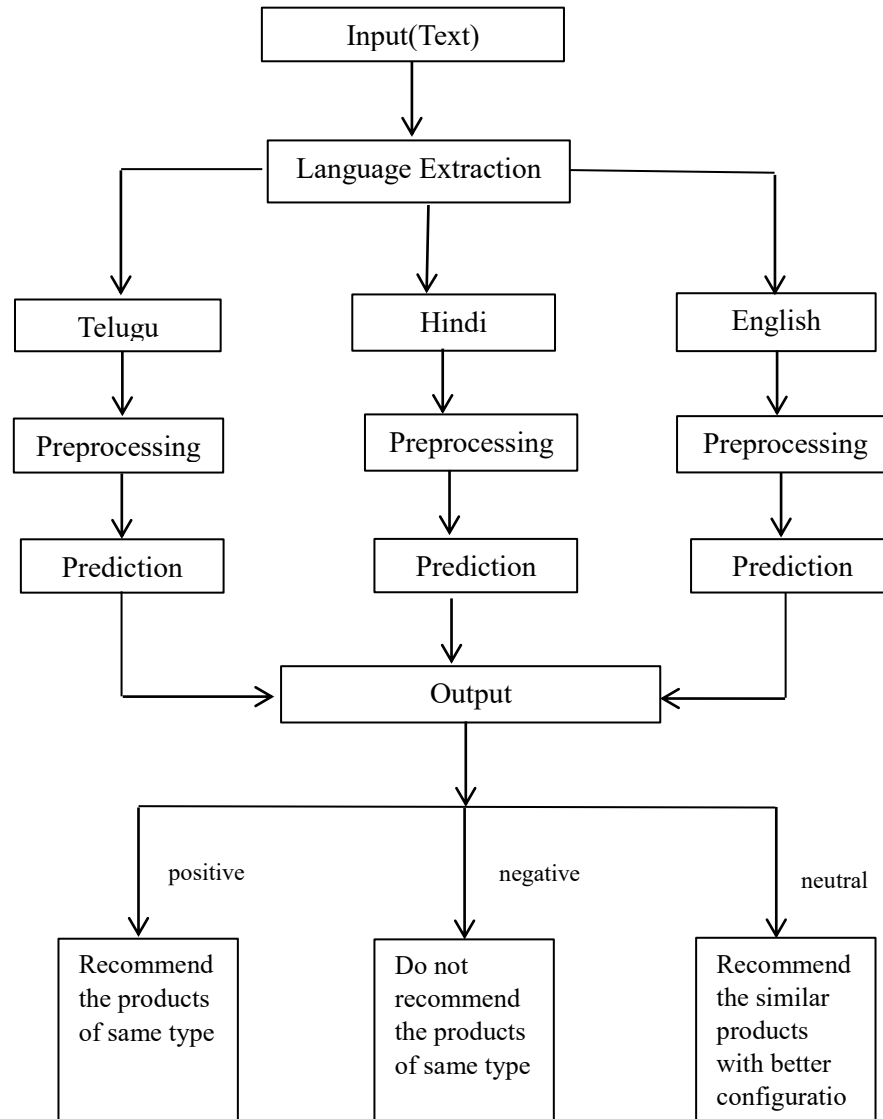 Input(Text)
Language Extraction
Telugu
Hindi
English
Preprocessing
Preprocessing
Preprocessing
Prediction
Prediction
Prediction
Output
positive
negative
neutral
Recommend
the products
of same type
Do not
recommend
the products
of same type
Recommend
the similar
products
with better
configuratio